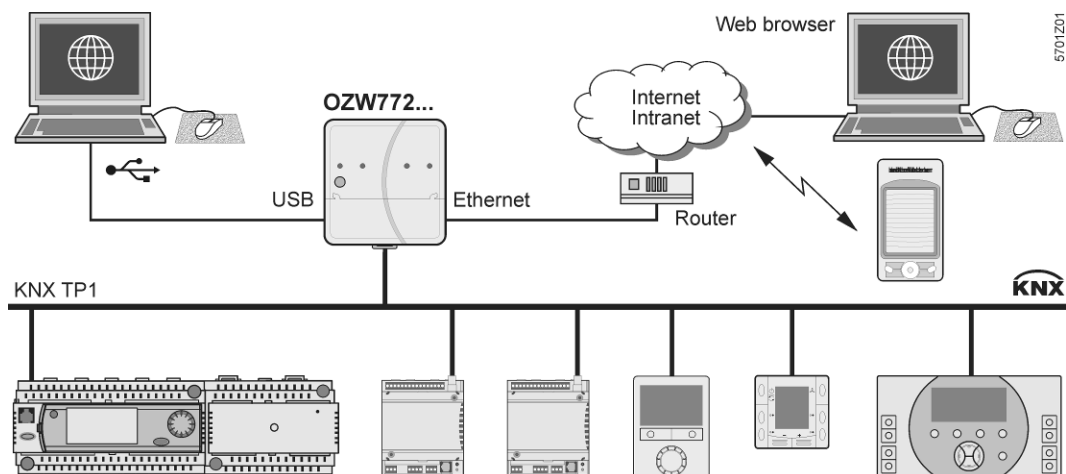 Web browser
5701Z01
OZW772...
Internet
Intranet
USB
Ethernet
Router
KNX TP1
KNX